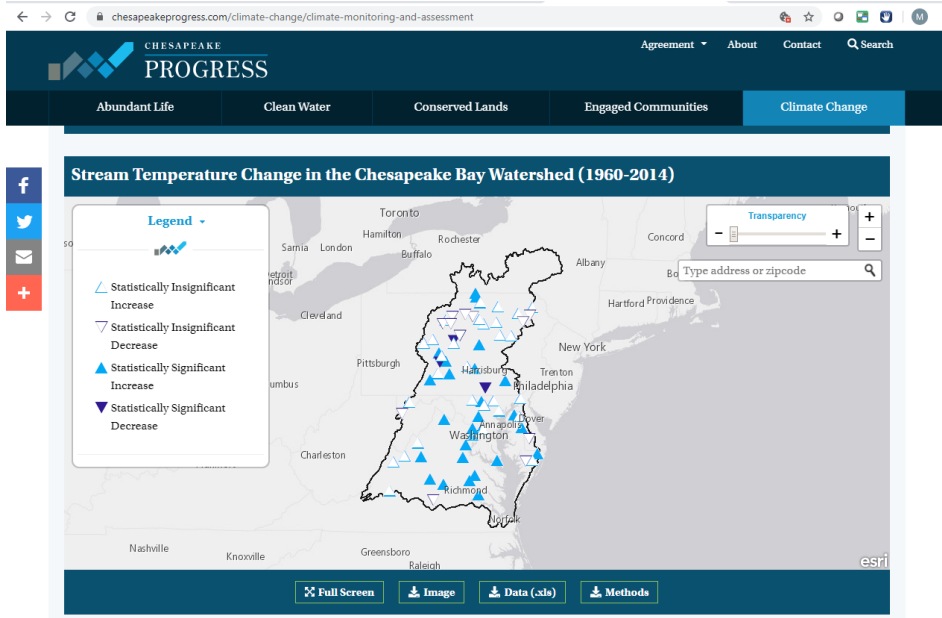 chesapeakeprogress.com/climate-change/climate-monitoring-and-assessment
M
CHESAPEAKE
PROGRESS
Agreement
About
Contact
Search
Abundant Life
Clean Water
Conserved Lands
Engaged Communities
Climate Change
Stream Temperature Change in the Chesapeake Bay Watershed (1960-2014)
Legend
Statistically Insignificant
Increase
Statistically Insignificant
Decrease
Statistically Significant
Increase
Statistically Significant
Decrease
Transparency
- +
+
-
Type address or zipcode
Toronto
Hamilton
Rochester
Sarnia
London
Buffalo
Albany
Concord
Bo
etroit
ndsor
Cleveland
Hartford
Providence
New York
Pittsburgh
Harrisburg
Trenton
Philadelphia
umbus
Dover
Annapolis
Washington
Charleston
Richmond
Norfolk
Nashville
Knoxville
Greensboro
Raleigh
esri
Full Screen
Image
Data (.xls)
Methods